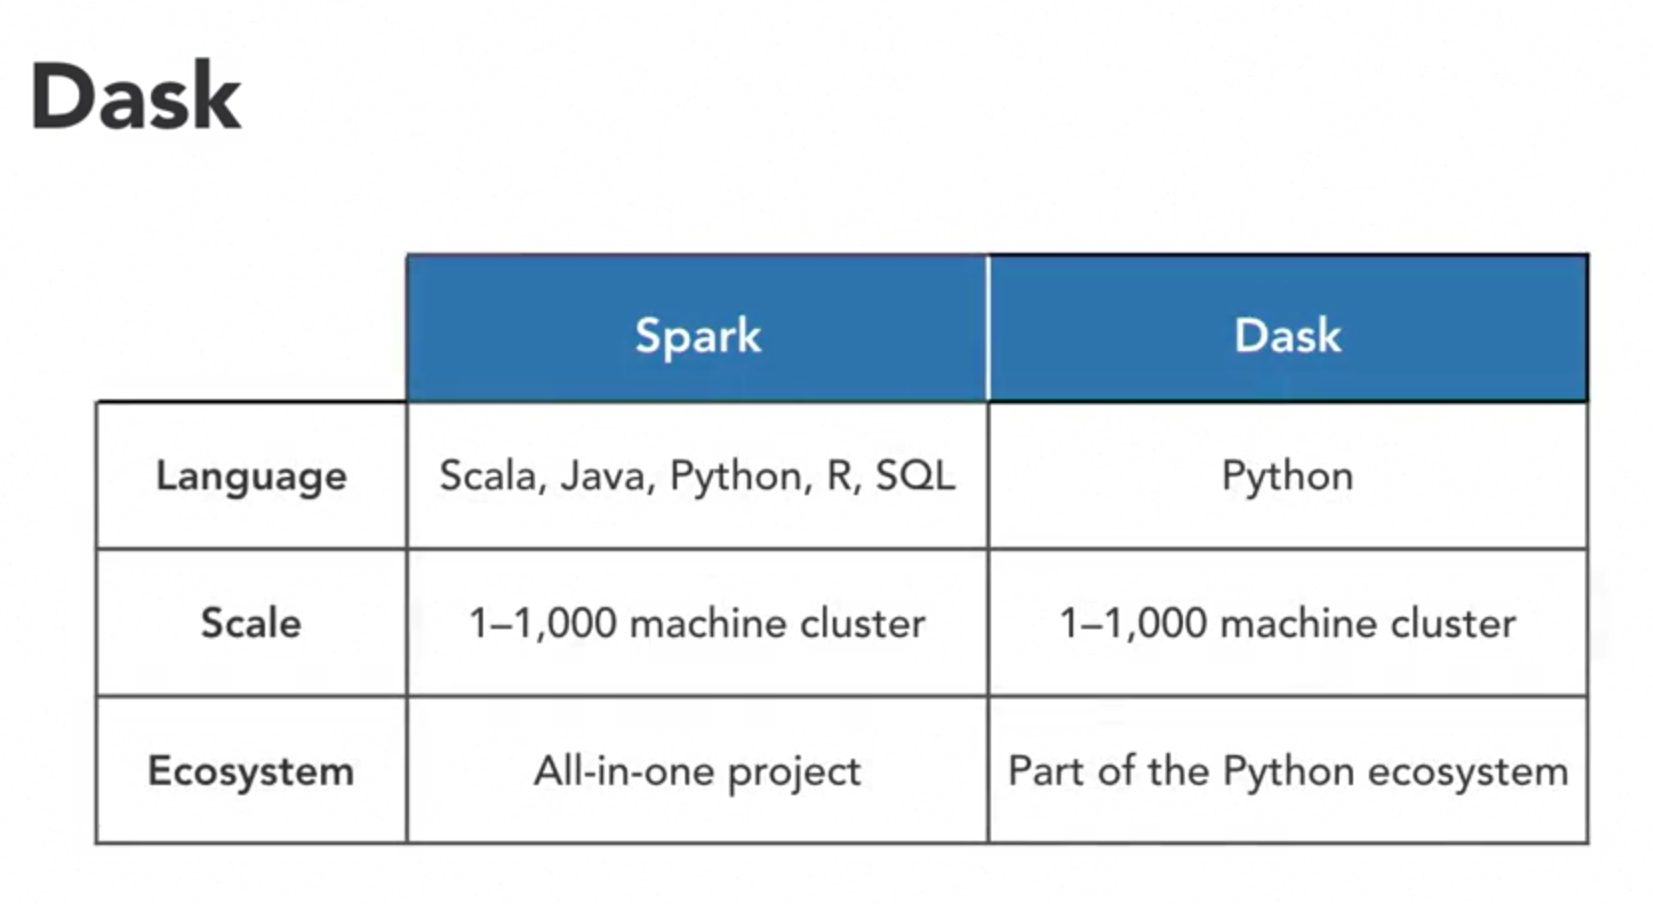 Dask
Spark
Dask
Language
Scala, Java, Python, R, SQL
Python
Scale
1–1,000 machine cluster
1–1,000 machine cluster
Ecosystem
All-in-one project
Part of the Python ecosystem